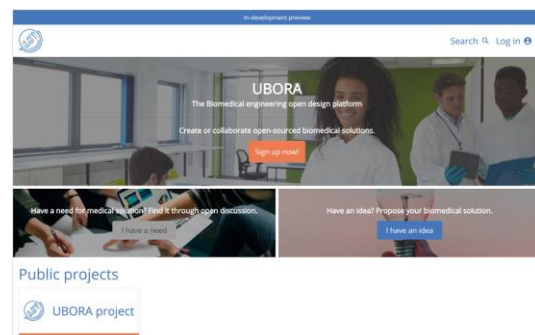 In-development preview
Search Log in
UBORA
The Biomedical engineering open design platform
Create or collaborate open-sourced biomedical solutions.
Sign up now!
Have a need for medical solution? Find it through open discussion.
I have a need
Have an idea? Propose your biomedical solution.
I have an idea
Public projects
UBORA project